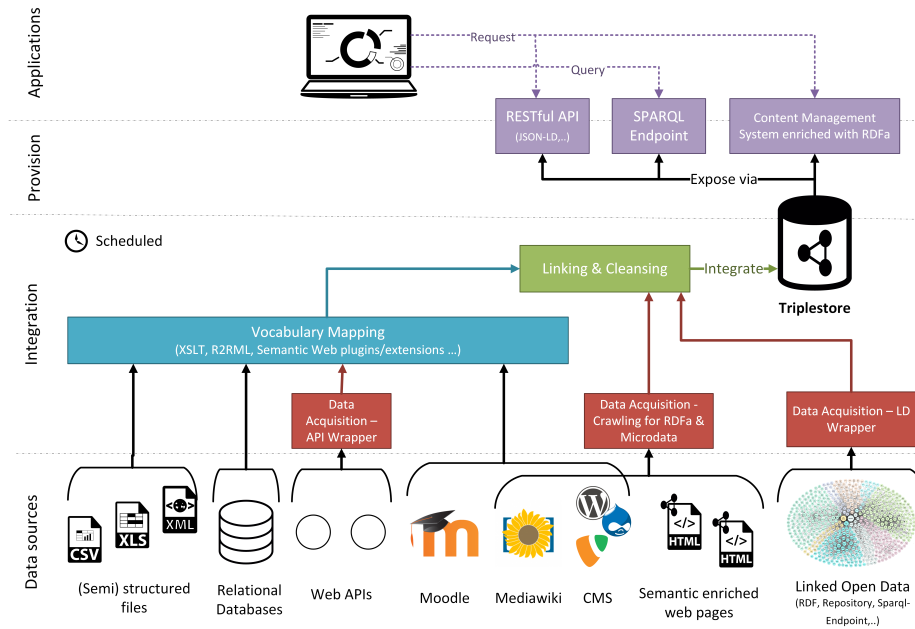 Applications
Request
Query
RESTful API
(JSON-LD,..)
SPARQL
Endpoint
Content Management
System enriched with RDFa
Provision
Expose via
Scheduled
Linking & Cleansing
Integrate
Triplestore
Integration
Vocabulary Mapping
(XSLT, R2RML, Semantic Web plugins/extensions ...)
Data
Acquisition –
API Wrapper
Data Acquisition -
Crawling for RDFa &
Microdata
Data Acquisition – LD
Wrapper
Data sources
CSV
XLS
XML
HTML
HTML
(Semi) structured
files
Relational
Databases
Web APIs
Moodle
Mediawiki
CMS
Semantic enriched
web pages
Linked Open Data
(RDF, Repository, Sparql-
Endpoint,..)